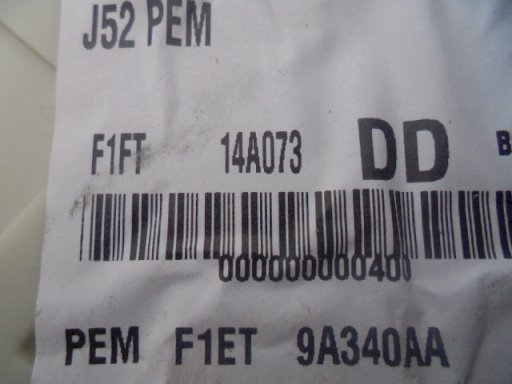 J52 PEM
F1FT 14A073 DD B
000000000400
PEM F1ET 9A340AA